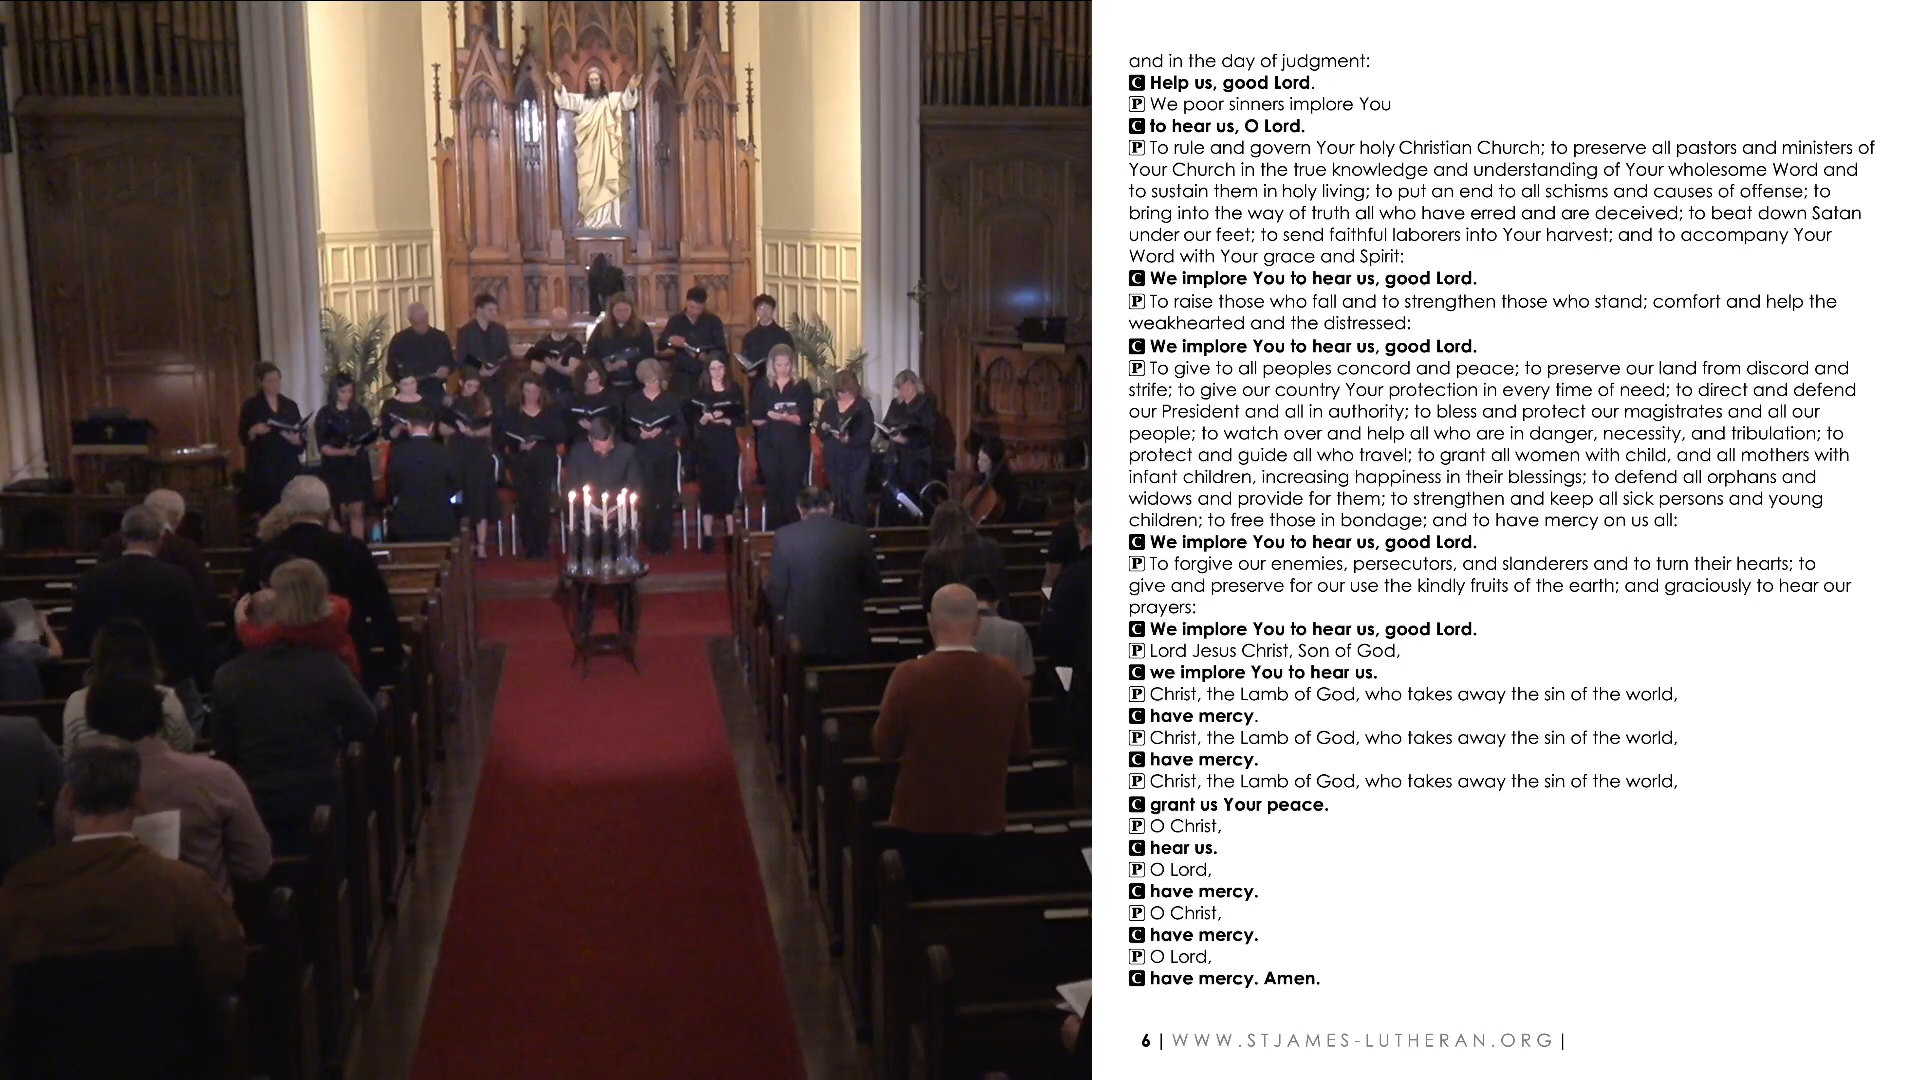 and in the day of judgment:
C Help us, good Lord.
P We poor sinners implore You
C to hear us, O Lord.
P To rule and govern Your holy Christian Church; to preserve all pastors and ministers of
Your Church in the true knowledge and understanding of Your wholesome Word and
to sustain them in holy living; to put an end to all schisms and causes of offense; to
bring into the way of truth all who have erred and are deceived; to beat down Satan
under our feet; to send faithful laborers into Your harvest; and to accompany Your
Word with Your grace and Spirit:
C We implore You to hear us, good Lord.
P To raise those who fall and to strengthen those who stand; comfort and help the
weakhearted and the distressed:
C We implore You to hear us, good Lord.
P To give to all peoples concord and peace; to preserve our land from discord and
strife; to give our country Your protection in every time of need; to direct and defend
our President and all in authority; to bless and protect our magistrates and all our
people; to watch over and help all who are in danger, necessity, and tribulation; to
protect and guide all who travel; to grant all women with child, and all mothers with
infant children, increasing happiness in their blessings; to defend all orphans and
widows and provide for them; to strengthen and keep all sick persons and young
children; to free those in bondage; and to have mercy on us all:
C We implore You to hear us, good Lord.
P To forgive our enemies, persecutors, and slanderers and to turn their hearts; to
give and preserve for our use the kindly fruits of the earth; and graciously to hear our
prayers:
C We implore You to hear us, good Lord.
P Lord Jesus Christ, Son of God,
C we implore You to hear us.
P Christ, the Lamb of God, who takes away the sin of the world,
C have mercy.
P Christ, the Lamb of God, who takes away the sin of the world,
C have mercy.
P Christ, the Lamb of God, who takes away the sin of the world,
C grant us Your peace.
P O Christ,
C hear us.
P O Lord,
C have mercy.
P O Christ,
C have mercy.
P O Lord,
C have mercy. Amen.
6 | WWW.STJAMES-LUTHERAN.ORG |